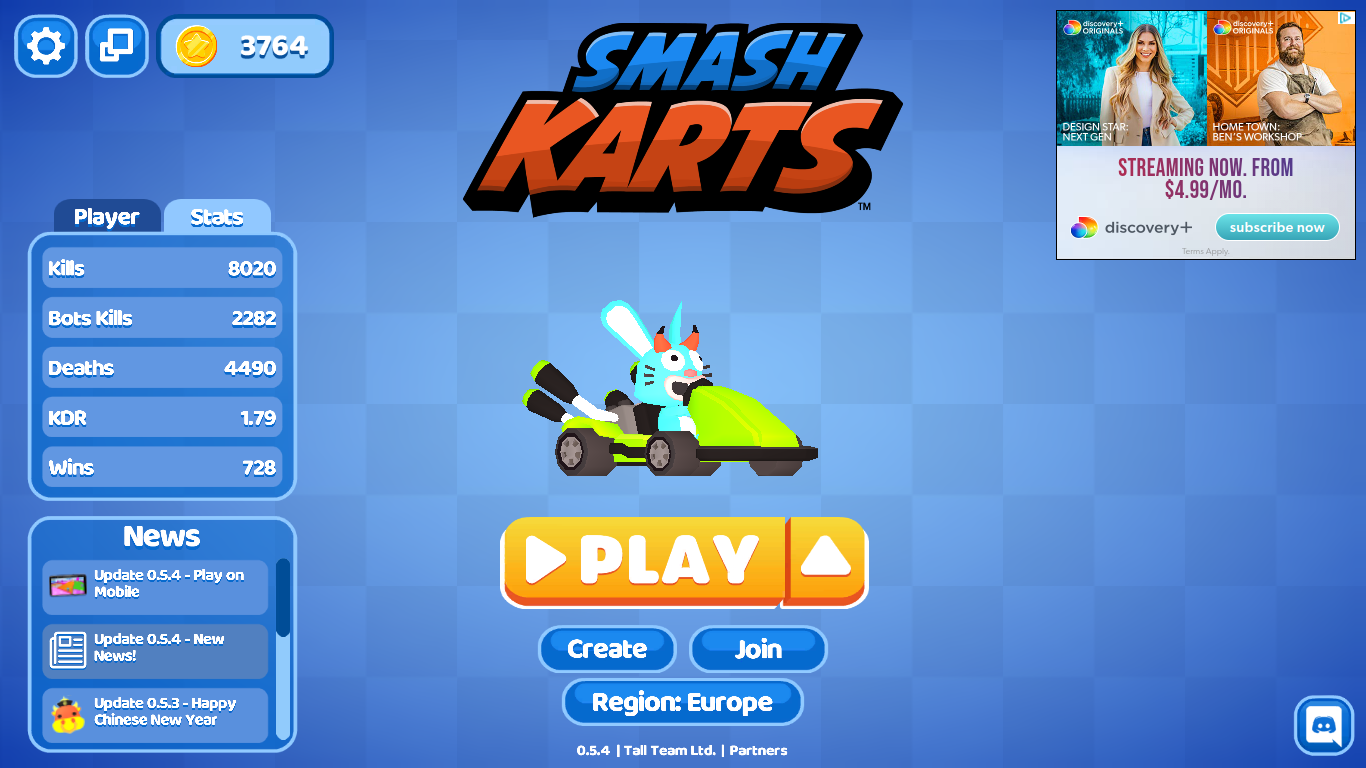 3764
SMASH
KARTS
TM
discovery+
ORIGINALS
DESIGN STAR:
NEXT GEN
discovery+
ORIGINALS
HOME TOWN:
BEN'S WORKSHOP
STREAMING NOW. FROM
$4.99/MO.
discovery+
subscribe now
Terms Apply.
Player
Stats
Kills 8020
Bots Kills 2282
Deaths 4490
KDR 1.79
Wins 728
News
Update 0.5.4 - Play on
Mobile
Update 0.5.4 - New
News!
Update 0.5.3 - Happy
Chinese New Year
PLAY
Create
Join
Region: Europe
0.5.4 | Tall Team Ltd. | Partners